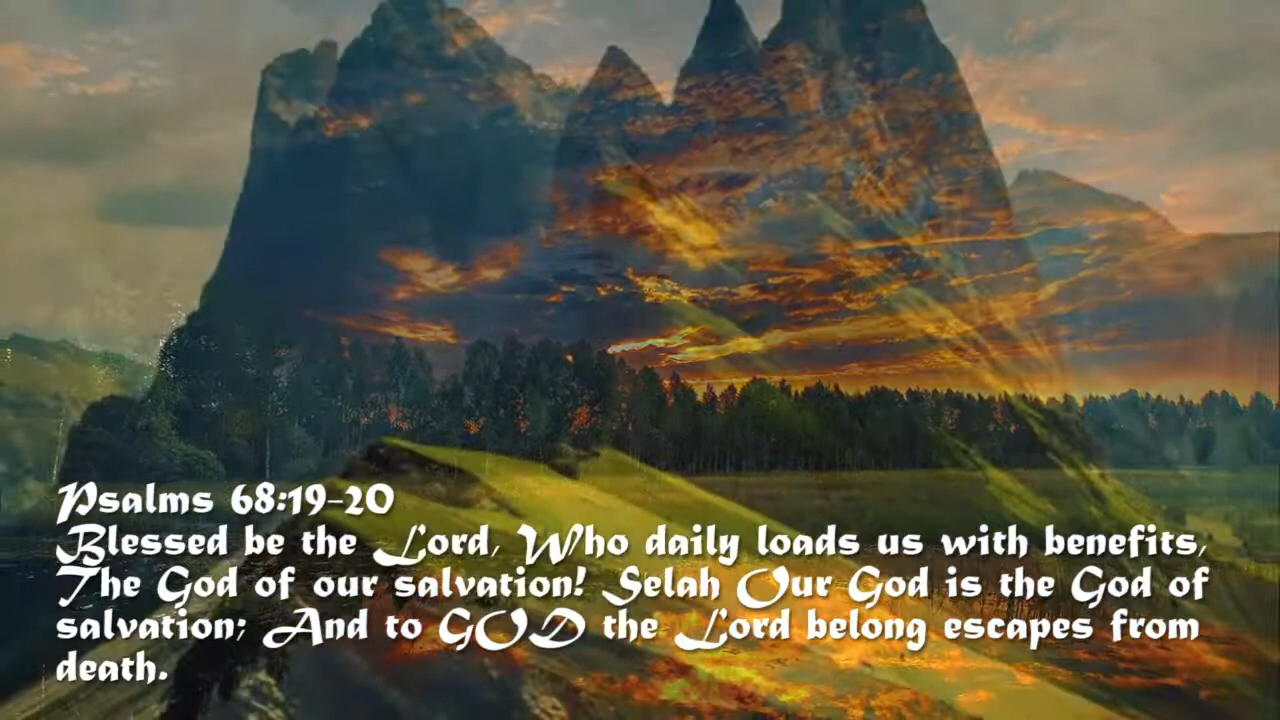 Psalms 68:19-20
Blessed be the Lord, Who daily loads us with benefits,
The God of our salvation! Selah Our God is the God of
salvation; And to GOD the Lord belong escapes from
death.